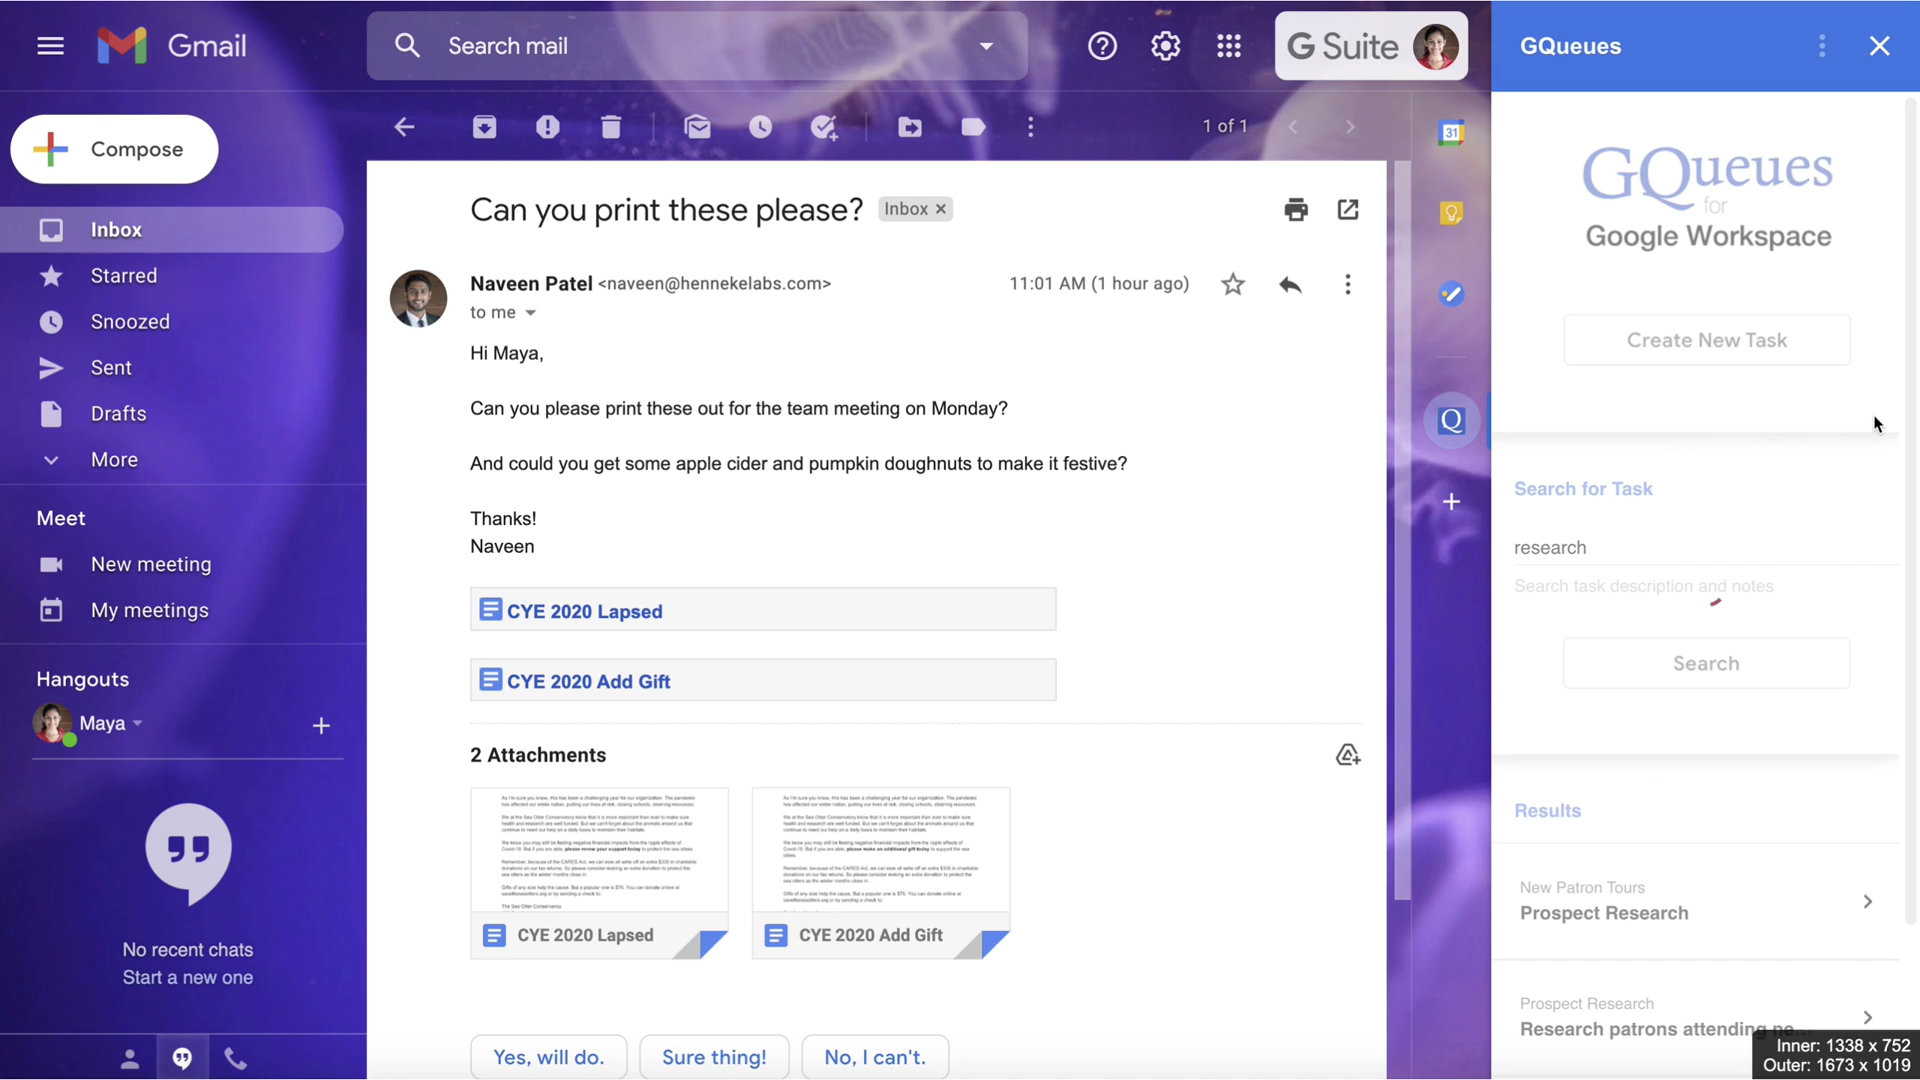 Gmail
Search mail
G Suite
GQueues
Compose
1 of 1
31
Inbox
Starred
Snoozed
Sent
Drafts
More
Meet
New meeting
My meetings
Hangouts
Maya
No recent chats
Start a new one
Can you print these please?
Inbox ×
Naveen Patel <naveen@hennekelabs.com>
11:01 AM (1 hour ago)
to me
Hi Maya,
Can you please print these out for the team meeting on Monday?
And could you get some apple cider and pumpkin doughnuts to make it festive?
Thanks!
Naveen
CYE 2020 Lapsed
CYE 2020 Add Gift
2 Attachments
CYE 2020 Lapsed
CYE 2020 Add Gift
Yes, will do.
Sure thing!
No, I can't.
Q
GQueues
for
Google Workspace
Create New Task
Search for Task
research
Search task description and notes
Search
Results
New Patron Tours
Prospect Research
Prospect Research
Research patrons attending ne...
Inner: 1338 x 752
Outer: 1673 x 1019